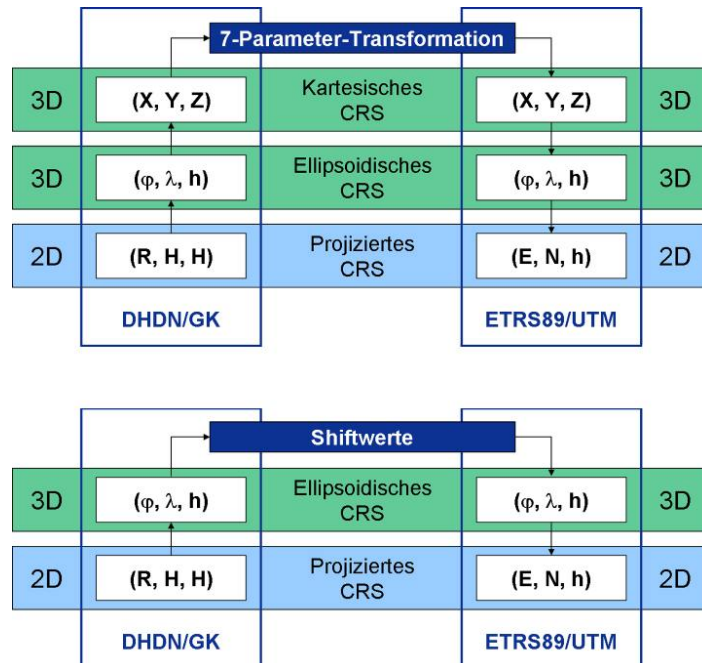 7-Parameter-Transformation
3D
(X, Y, Z)
Kartesisches
CRS
(X, Y, Z)
3D
3D
(φ, λ, h)
Ellipsoidisches
CRS
(φ, λ, h)
3D
2D
(R, H, H)
Projiziertes
CRS
(E, N, h)
2D
DHDN/GK
ETRS89/UTM
Shiftwerte
3D
(φ, λ, h)
Ellipsoidisches
CRS
(φ, λ, h)
3D
2D
(R, H, H)
Projiziertes
CRS
(E, N, h)
2D
DHDN/GK
ETRS89/UTM